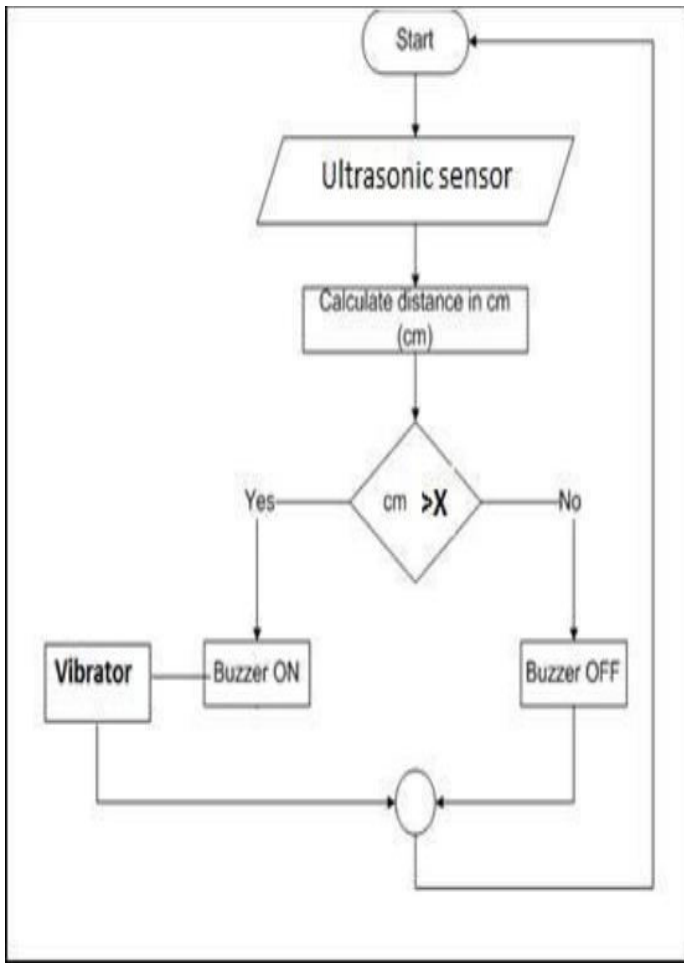 Start
Ultrasonic sensor
Calculate distance in cm
(cm)
cm >X
Yes
No
Vibrator
Buzzer ON
Buzzer OFF